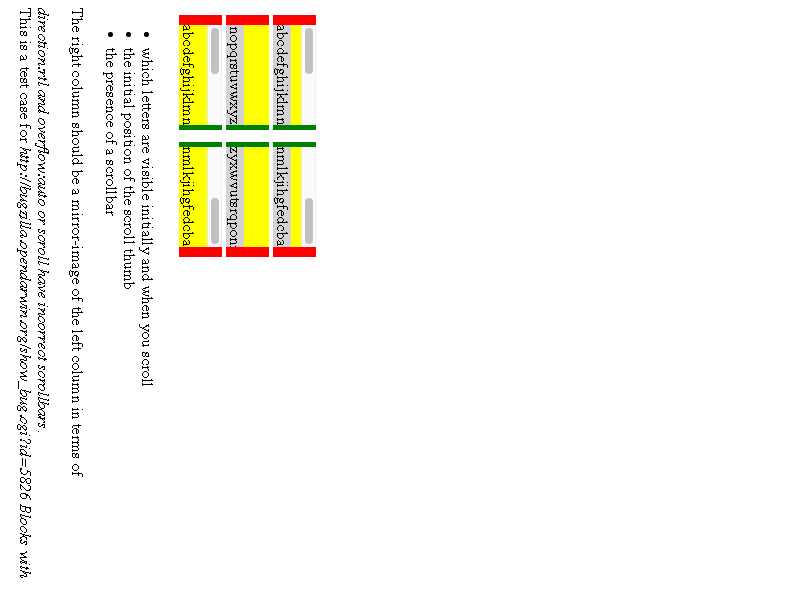 This is a test case for http://bugzilla.opendarwin.org/show_bug.cgi?id=5826 Blocks with
direction:rtl and overflow:auto or scroll have incorrect scrollbars.
The right column should be a mirror-image of the left column in terms of
the presence of a scrollbar
the initial position of the scroll thumb
which letters are visible initially and when you scroll
abcdefghijklmn nmlkjihgfedcba
nopqrstuvwxyz zyxwvutsrqpon
abcdefghijklmn nmlkjihgfedcba